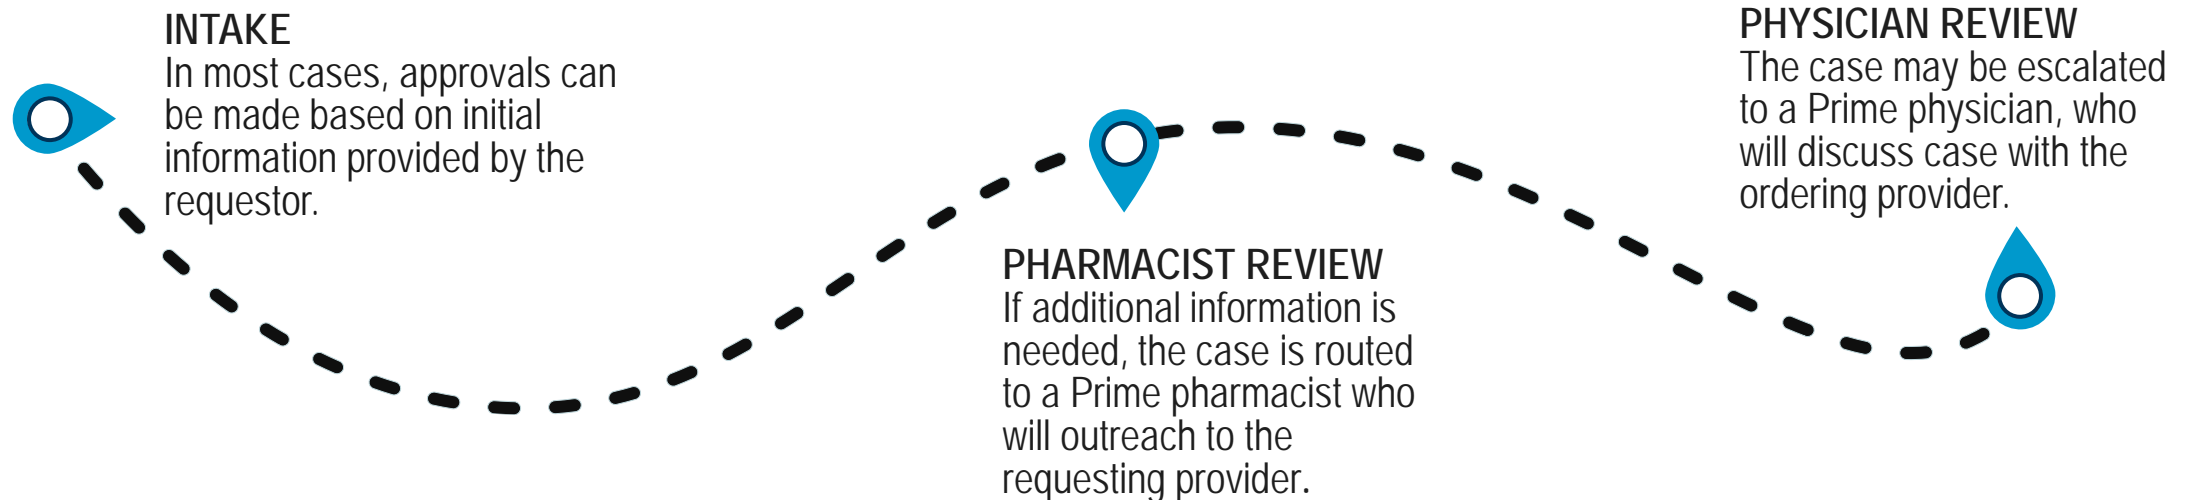 INTAKE
In most cases, approvals can
be made based on initial
information provided by the
requestor.
PHARMACIST REVIEW
If additional information is
needed, the case is routed
to a Prime pharmacist who
will outreach to the
requesting provider.
PHYSICIAN REVIEW
The case may be escalated
to a Prime physician, who
will discuss case with the
ordering provider.